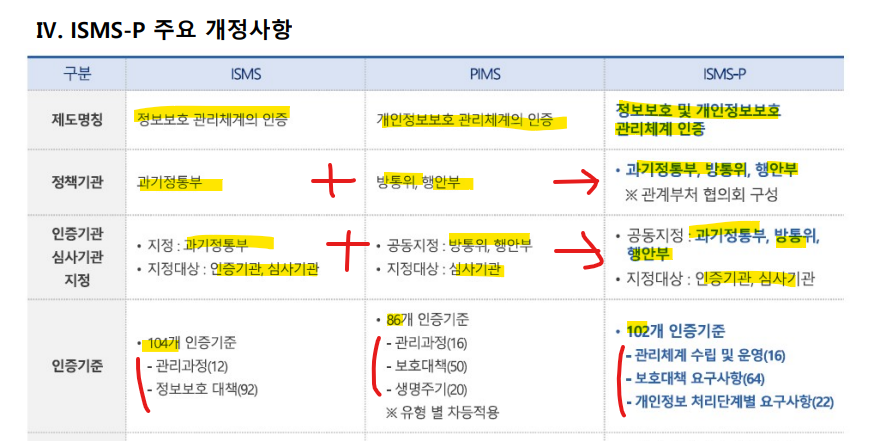 Ⅳ. ISMS-P 주요 개정사항
구분 ISMS PIMS ISMS-P
제도명칭 정보보호 관리체계의 인증 개인정보보호 관리체계의 인증 정보보호 및 개인정보보호
관리체계 인증
정책기관 과기정통부 방통위, 행안부 • 과기정통부, 방통위, 행안부
※ 관계부처 협의회 구성
인증기관
심사기관
지정
• 지정 : 과기정통부
• 지정대상 : 인증기관, 심사기관
• 공동지정 : 방통위, 행안부
• 지정대상 : 심사기관
• 공동지정 : 과기정통부, 방통위,
행안부
• 지정대상 : 인증기관, 심사기관
인증기준
• 104개 인증기준
- 관리과정(12)
- 정보보호 대책(92)
• 86개 인증기준
- 관리과정(16)
- 보호대책(50)
- 생명주기(20)
※ 유형 별 차등적용
• 102개 인증기준
- 관리체계 수립 및 운영(16)
- 보호대책 요구사항(64)
- 개인정보 처리단계별 요구사항(22)